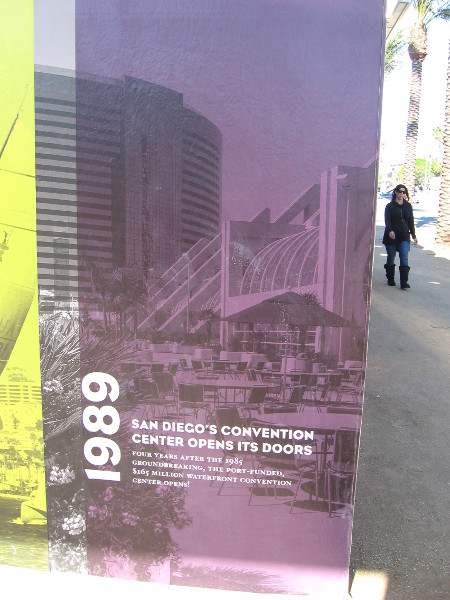 1989
SAN DIEGO'S CONVENTION
CENTER OPENS ITS DOORS
FOUR YEARS AFTER THE 1985
GROUNDBREAKING, THE PORT-FUNDED,
$165 MILLION WATERFRONT CONVENTION
CENTER OPENS!